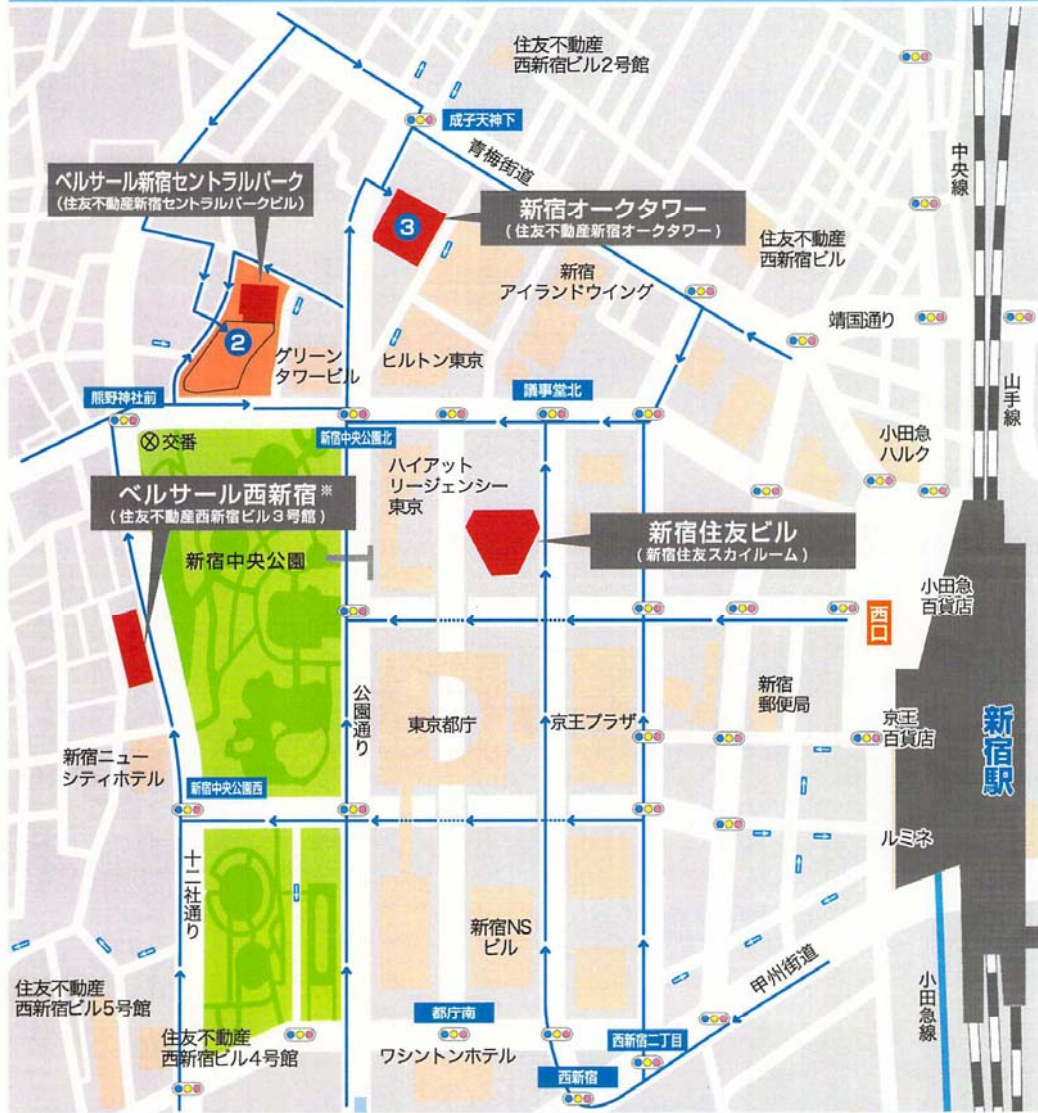 住友不動産
西新宿ビル2号館
成子天神下
青梅街道
中央線
ベルサール新宿セントラルパーク
(住友不動産新宿セントラルパークビル)
3
新宿オークタワー
(住友不動産新宿オークタワー)
住友不動産
西新宿ビル
新宿
アイランドウイング
靖国通り
2
グリーン
タワービル
ヒルトン東京
山手線
熊野神社前
議事堂北
新宿中央公園北
交番
小田急
ハルク
ハイアット
リージェンシー
東京
ベルサール西新宿※
(住友不動産西新宿ビル3号館)
新宿住友ビル
(新宿住友スカイルーム)
新宿中央公園
小田急
百貨店
西口
公園通り
東京都庁
京王プラザ
新宿
郵便局
京王
百貨店
新宿駅
新宿ニュー
シティホテル
新宿中央公園西
ルミネ
十二社通り
新宿NS
ビル
甲州街道
小田急線
住友不動産
西新宿ビル5号館
住友不動産
西新宿ビル4号館
都庁南
ワシントンホテル
西新宿二丁目
西新宿